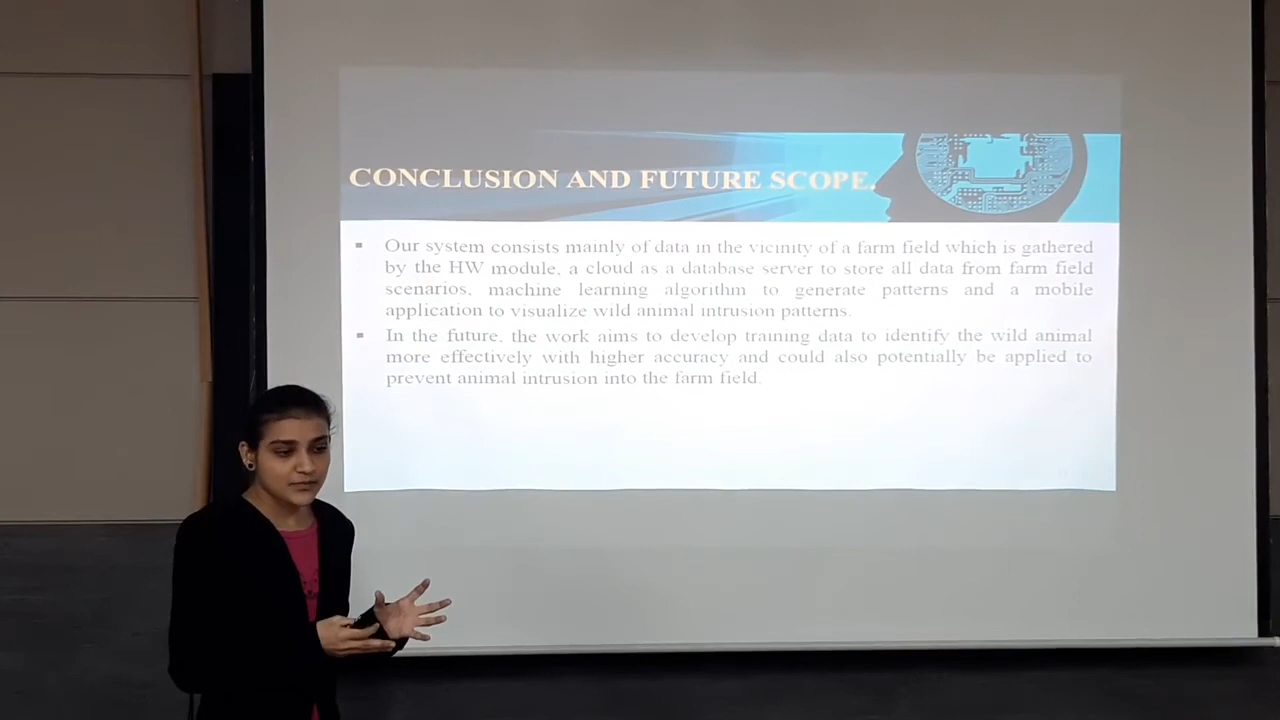 CONCLUSION AND FUTURE SCOPE.
▪ Our system consists mainly of data in the vicinity of a farm field which is gathered
by the HW module, a cloud as a database server to store all data from farm field
scenarios, machine learning algorithm to generate patterns and a mobile
application to visualize wild animal intrusion patterns.
▪ In the future, the work aims to develop training data to identify the wild animal
more effectively with higher accuracy and could also potentially be applied to
prevent animal intrusion into the farm field.